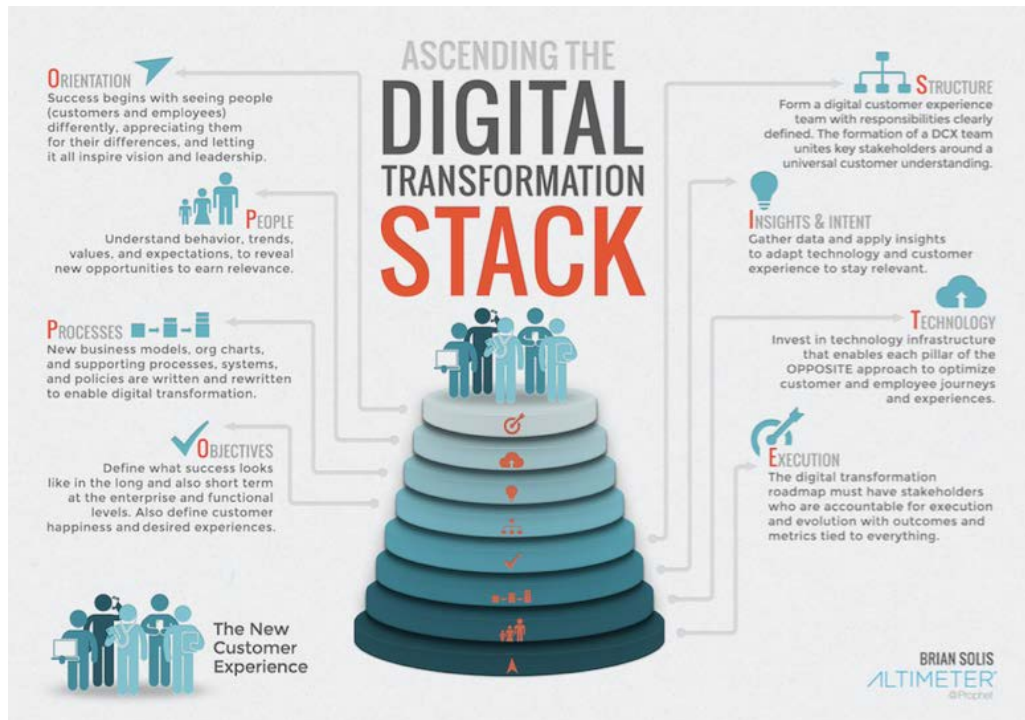 ASCENDING THE
DIGITAL
TRANSFORMATION
STACK
ORIENTATION
Success begins with seeing people
(customers and employees)
differently, appreciating them
for their differences, and letting
it all inspire vision and leadership.
PEOPLE
Understand behavior, trends,
values, and expectations, to reveal
new opportunities to earn relevance.
PROCESSES
New business models, org charts,
and supporting processes, systems,
and policies are written and rewritten
to enable digital transformation.
OBJECTIVES
Define what success looks
like in the long and also short term
at the enterprise and functional
levels. Also define customer
happiness and desired experiences.
STRUCTURE
Form a digital customer experience
team with responsibilities clearly
defined. The formation of a DCX team
unites key stakeholders around a
universal customer understanding.
INSIGHTS & INTENT
Gather data and apply insights
to adapt technology and customer
experience to stay relevant.
TECHNOLOGY
Invest in technology infrastructure
that enables each pillar of the
OPPOSITE approach to optimize
customer and employee journeys
and experiences.
EXECUTION
The digital transformation
roadmap must have stakeholders
who are accountable for execution
and evolution with outcomes and
metrics tied to everything.
The New
Customer
Experience
BRIAN SOLIS
ALTIMETER
@Prophet